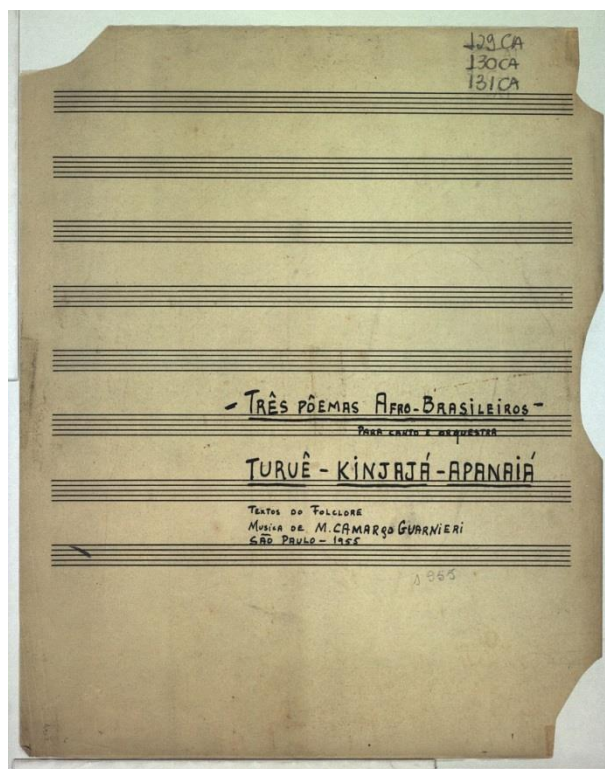 129 CA
130 CA
131 CA
- TRÊS PÔEMAS AFRO-BRASILEIROS -
PARA CANTO E ORQUESTRA
TURUÊ - KINJAJÁ - APANAIÁ
TEXTOS DO FOLCLORE
MUSICA DE M. CAMARGO GUARNIERI
SÃO PAULO - 1955
1955